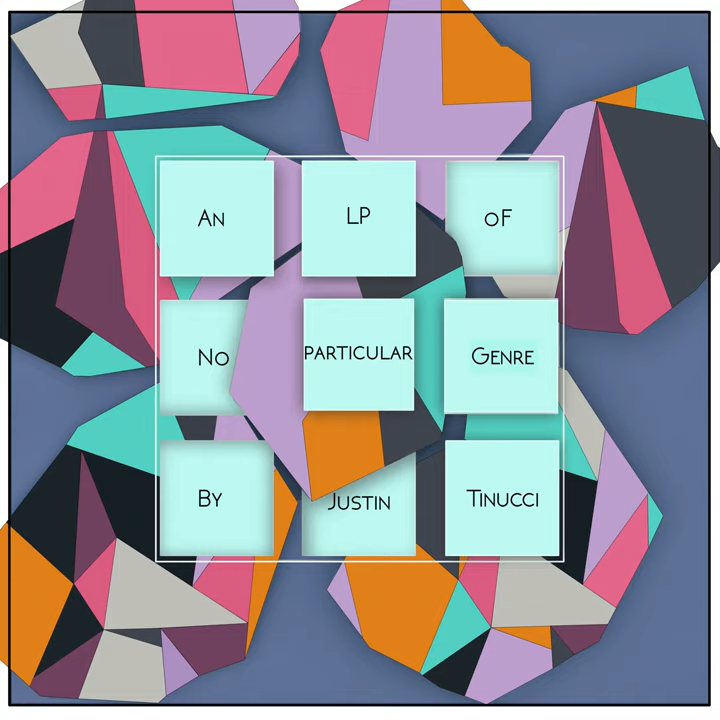 An LP oF
No PARTICULAR GENRE
By JUSTIN TINUCCI